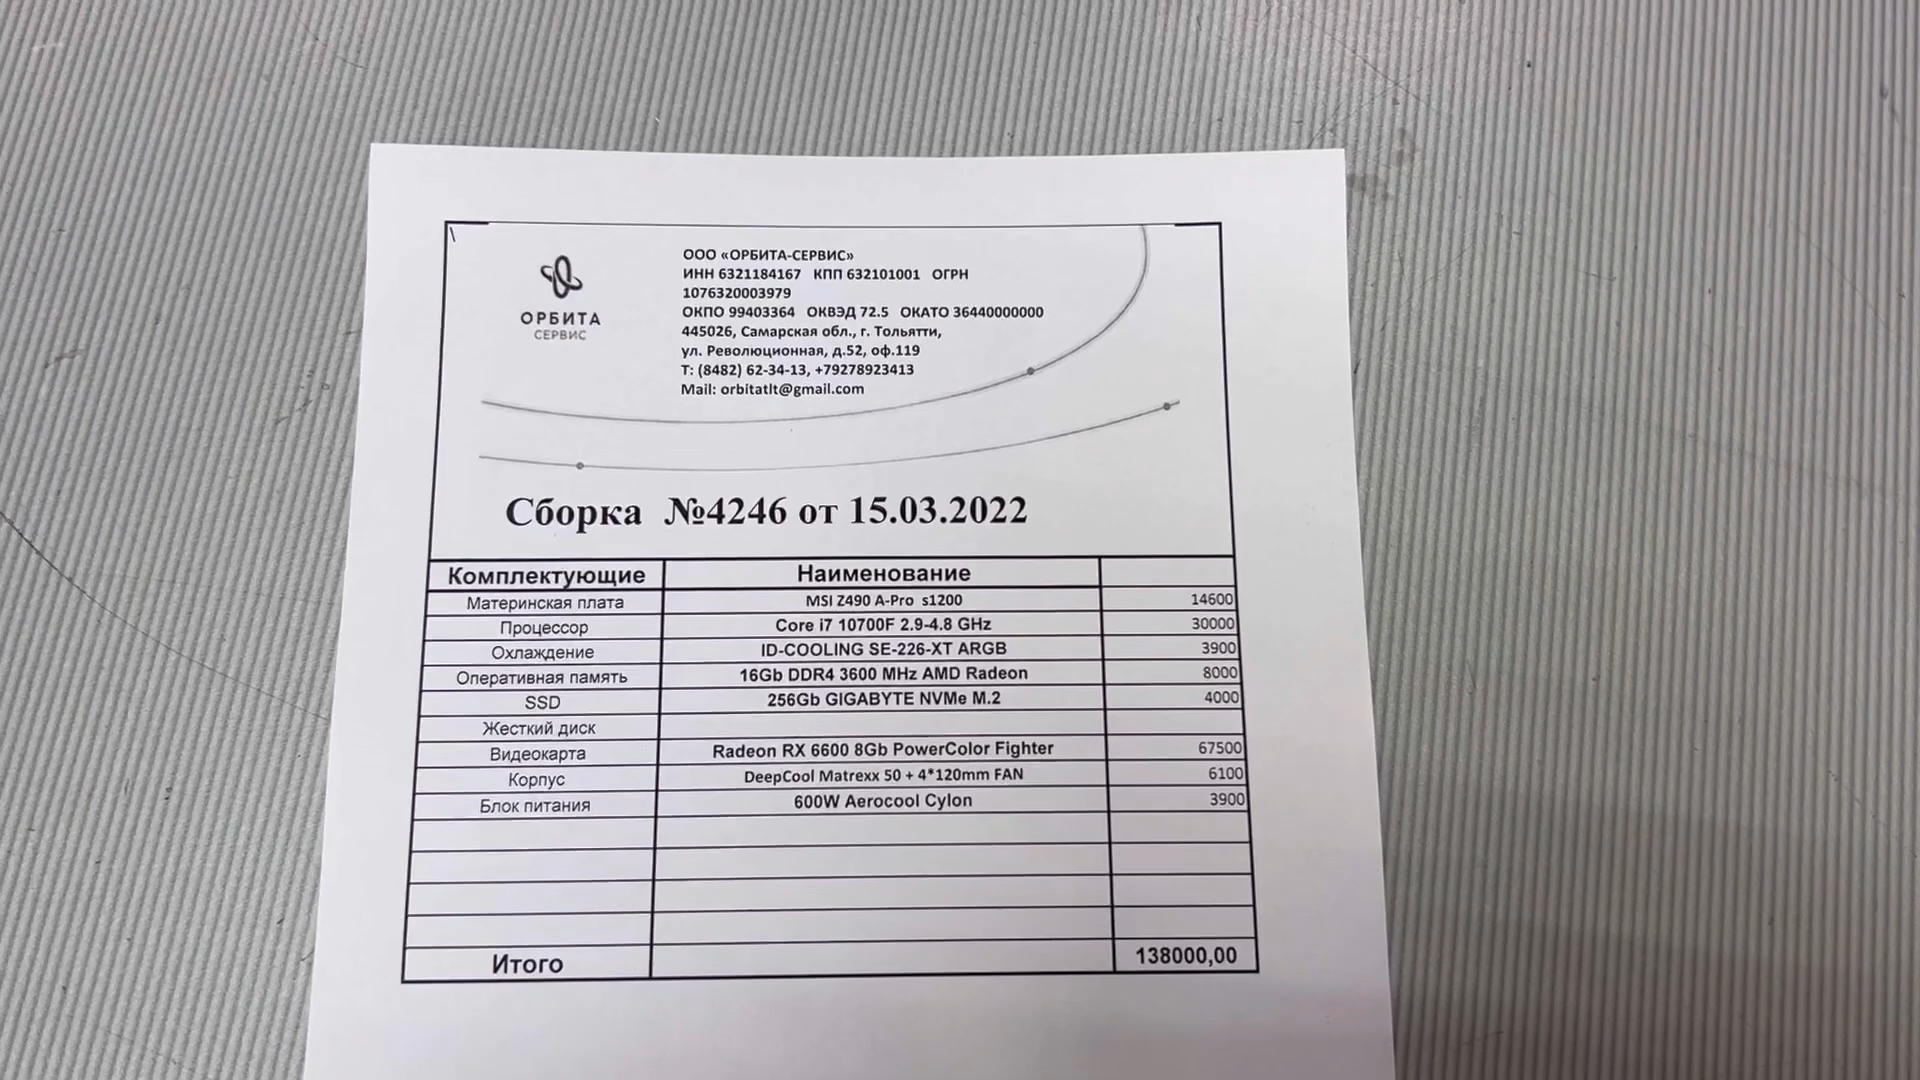 ОРБИТА
СЕРВИС
ООО «ОРБИТА-СЕРВИС»
ИНН 6321184167 КПП 632101001 ОГРН
1076320003979
ОКПО 99403364 ОКВЭД 72.5 ОКАТО 36440000000
445026, Самарская обл., г. Тольятти,
ул. Революционная, д.52, оф.119
Т: (8482) 62-34-13, +79278923413
Mail: orbitatlt@gmail.com
Сборка №4246 от 15.03.2022
Комплектующие Наименование
Материнская плата MSI Z490 A-Pro s1200 14600
Процессор Core i7 10700F 2.9-4.8 GHz 30000
Охлаждение ID-COOLING SE-226-XT ARGB 3900
Оперативная память 16Gb DDR4 3600 MHz AMD Radeon 8000
SSD 256Gb GIGABYTE NVMe M.2 4000
Жесткий диск
Видеокарта Radeon RX 6600 8Gb PowerColor Fighter 67500
Корпус DeepCool Matrexx 50 + 4*120mm FAN 6100
Блок питания 600W Aerocool Cylon 3900
Итого 138000,00